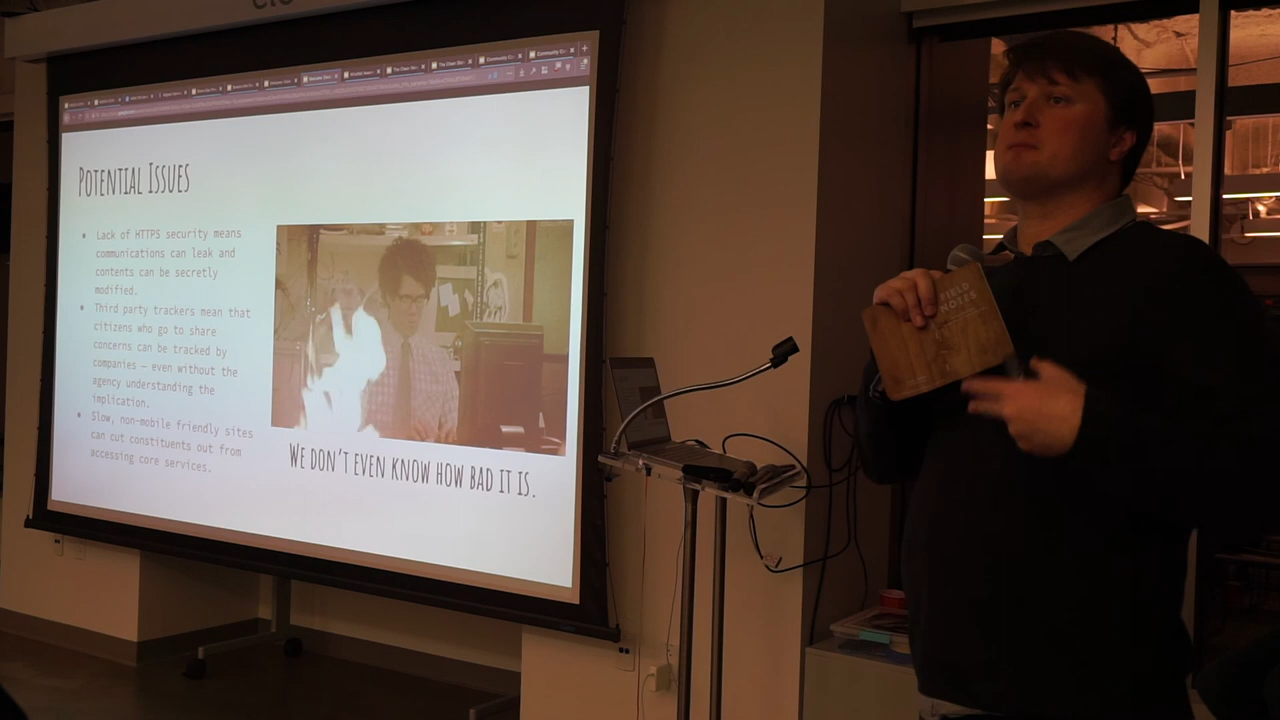 POTENTIAL ISSUES
Lack of HTTPS security means
communications can leak and
contents can be secretly
modified.
Third party trackers mean that
citizens who go to share
concerns can be tracked by
companies — even without the
agency understanding the
implication.
Slow, non-mobile friendly sites
can cut constituents out from
accessing core services.
WE DON'T EVEN KNOW HOW BAD IT IS.
FIELD
NOTES